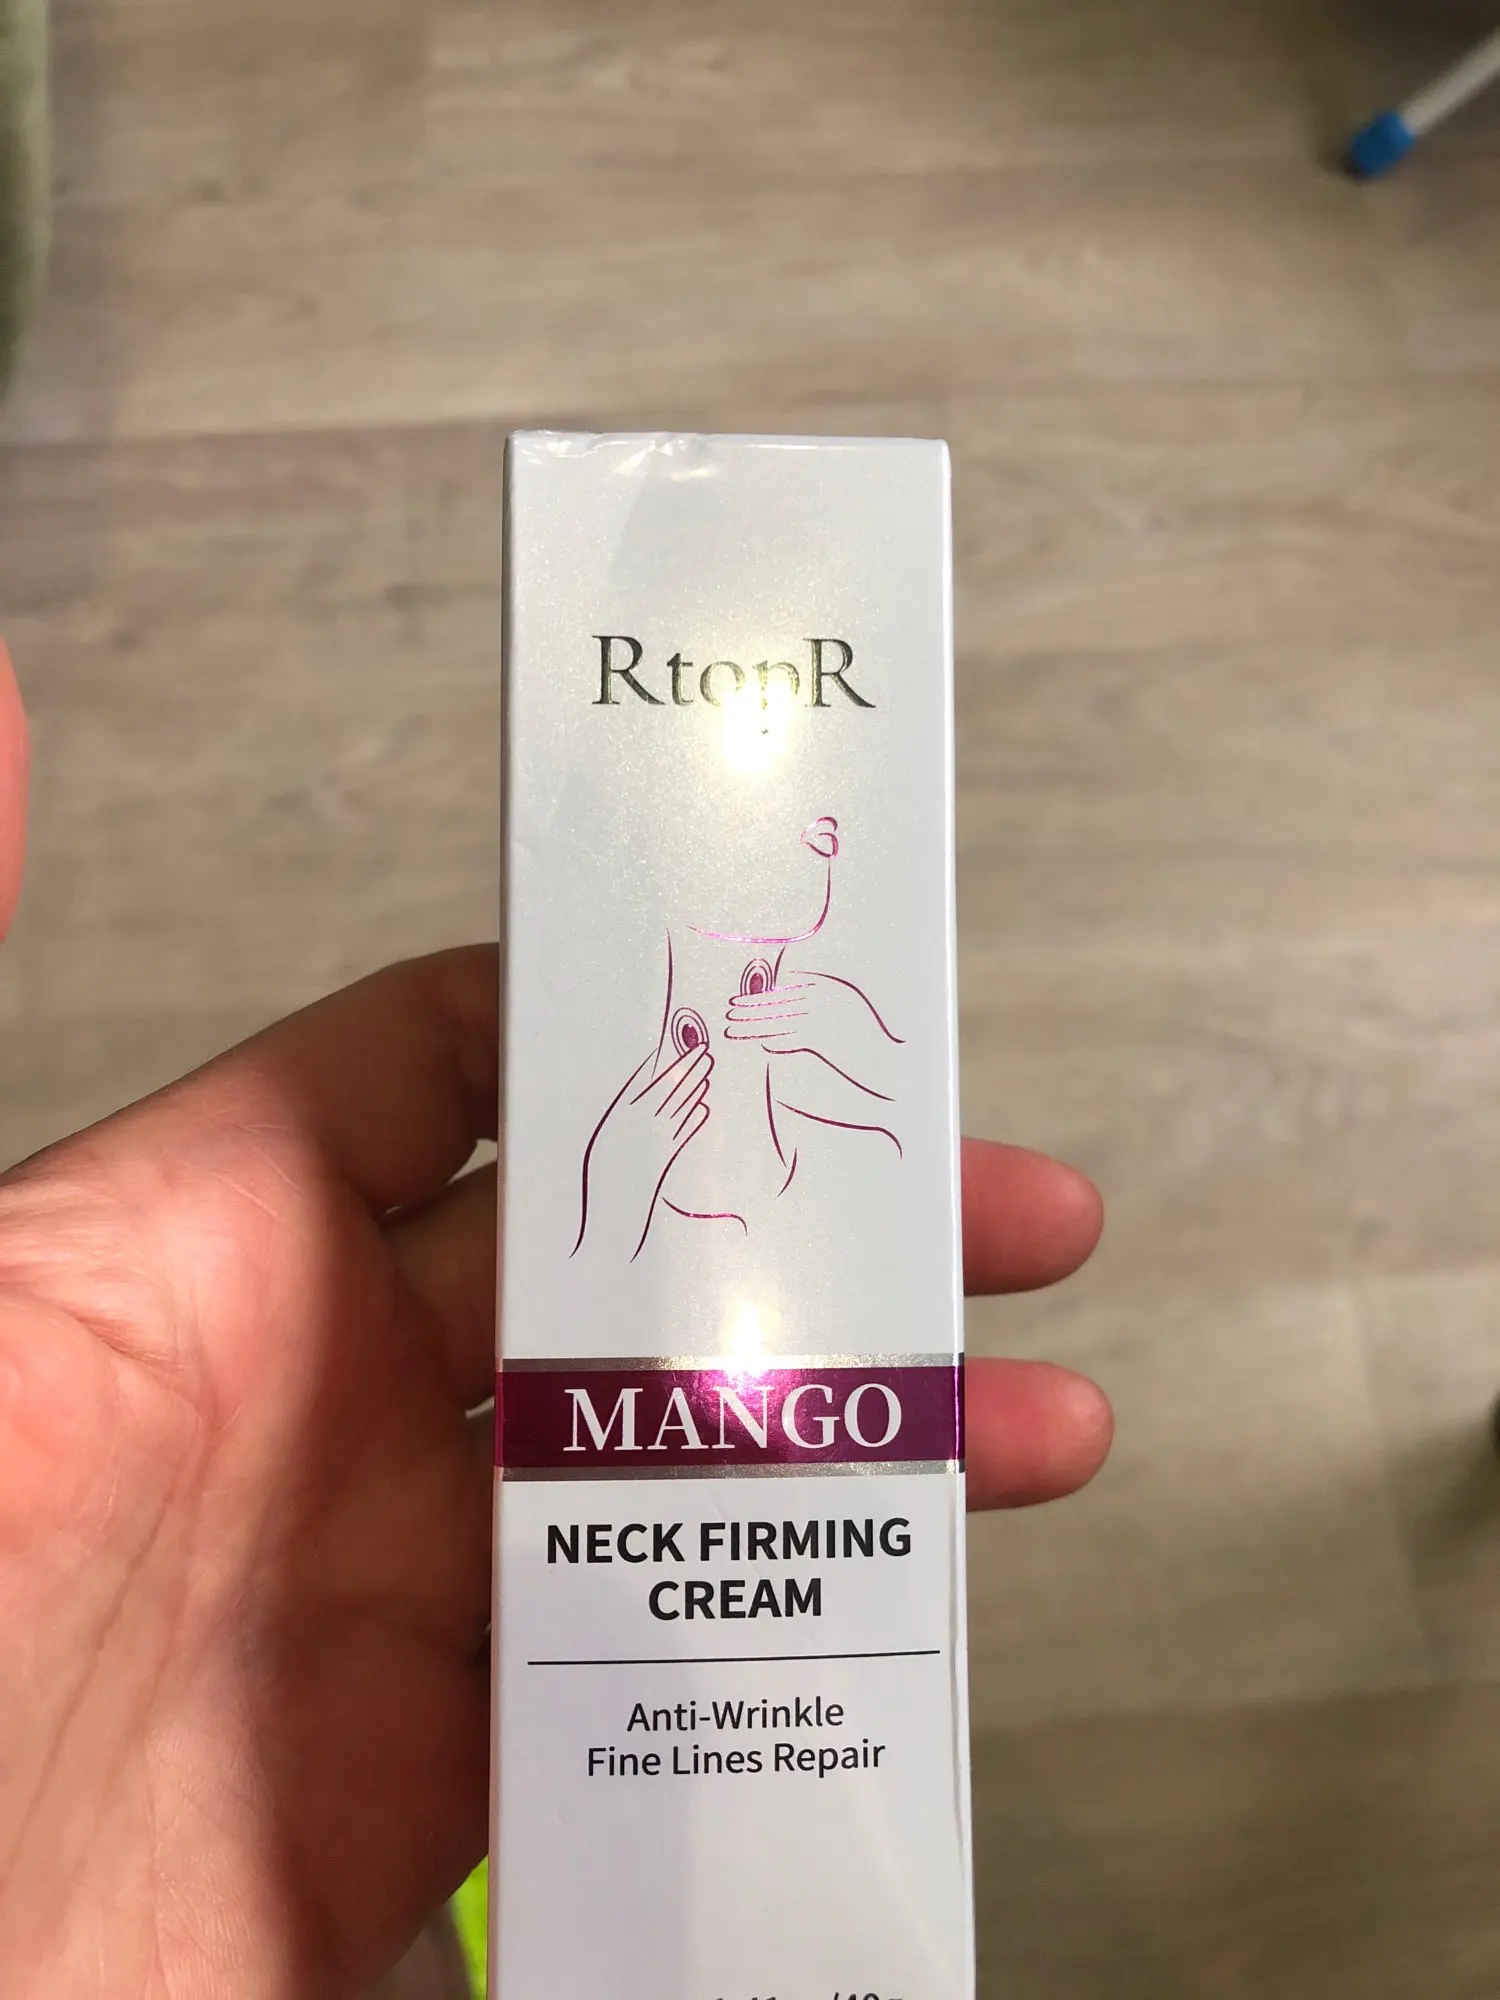 RtopR
MANGO
NECK FIRMING
CREAM
Anti-Wrinkle
Fine Lines Repair